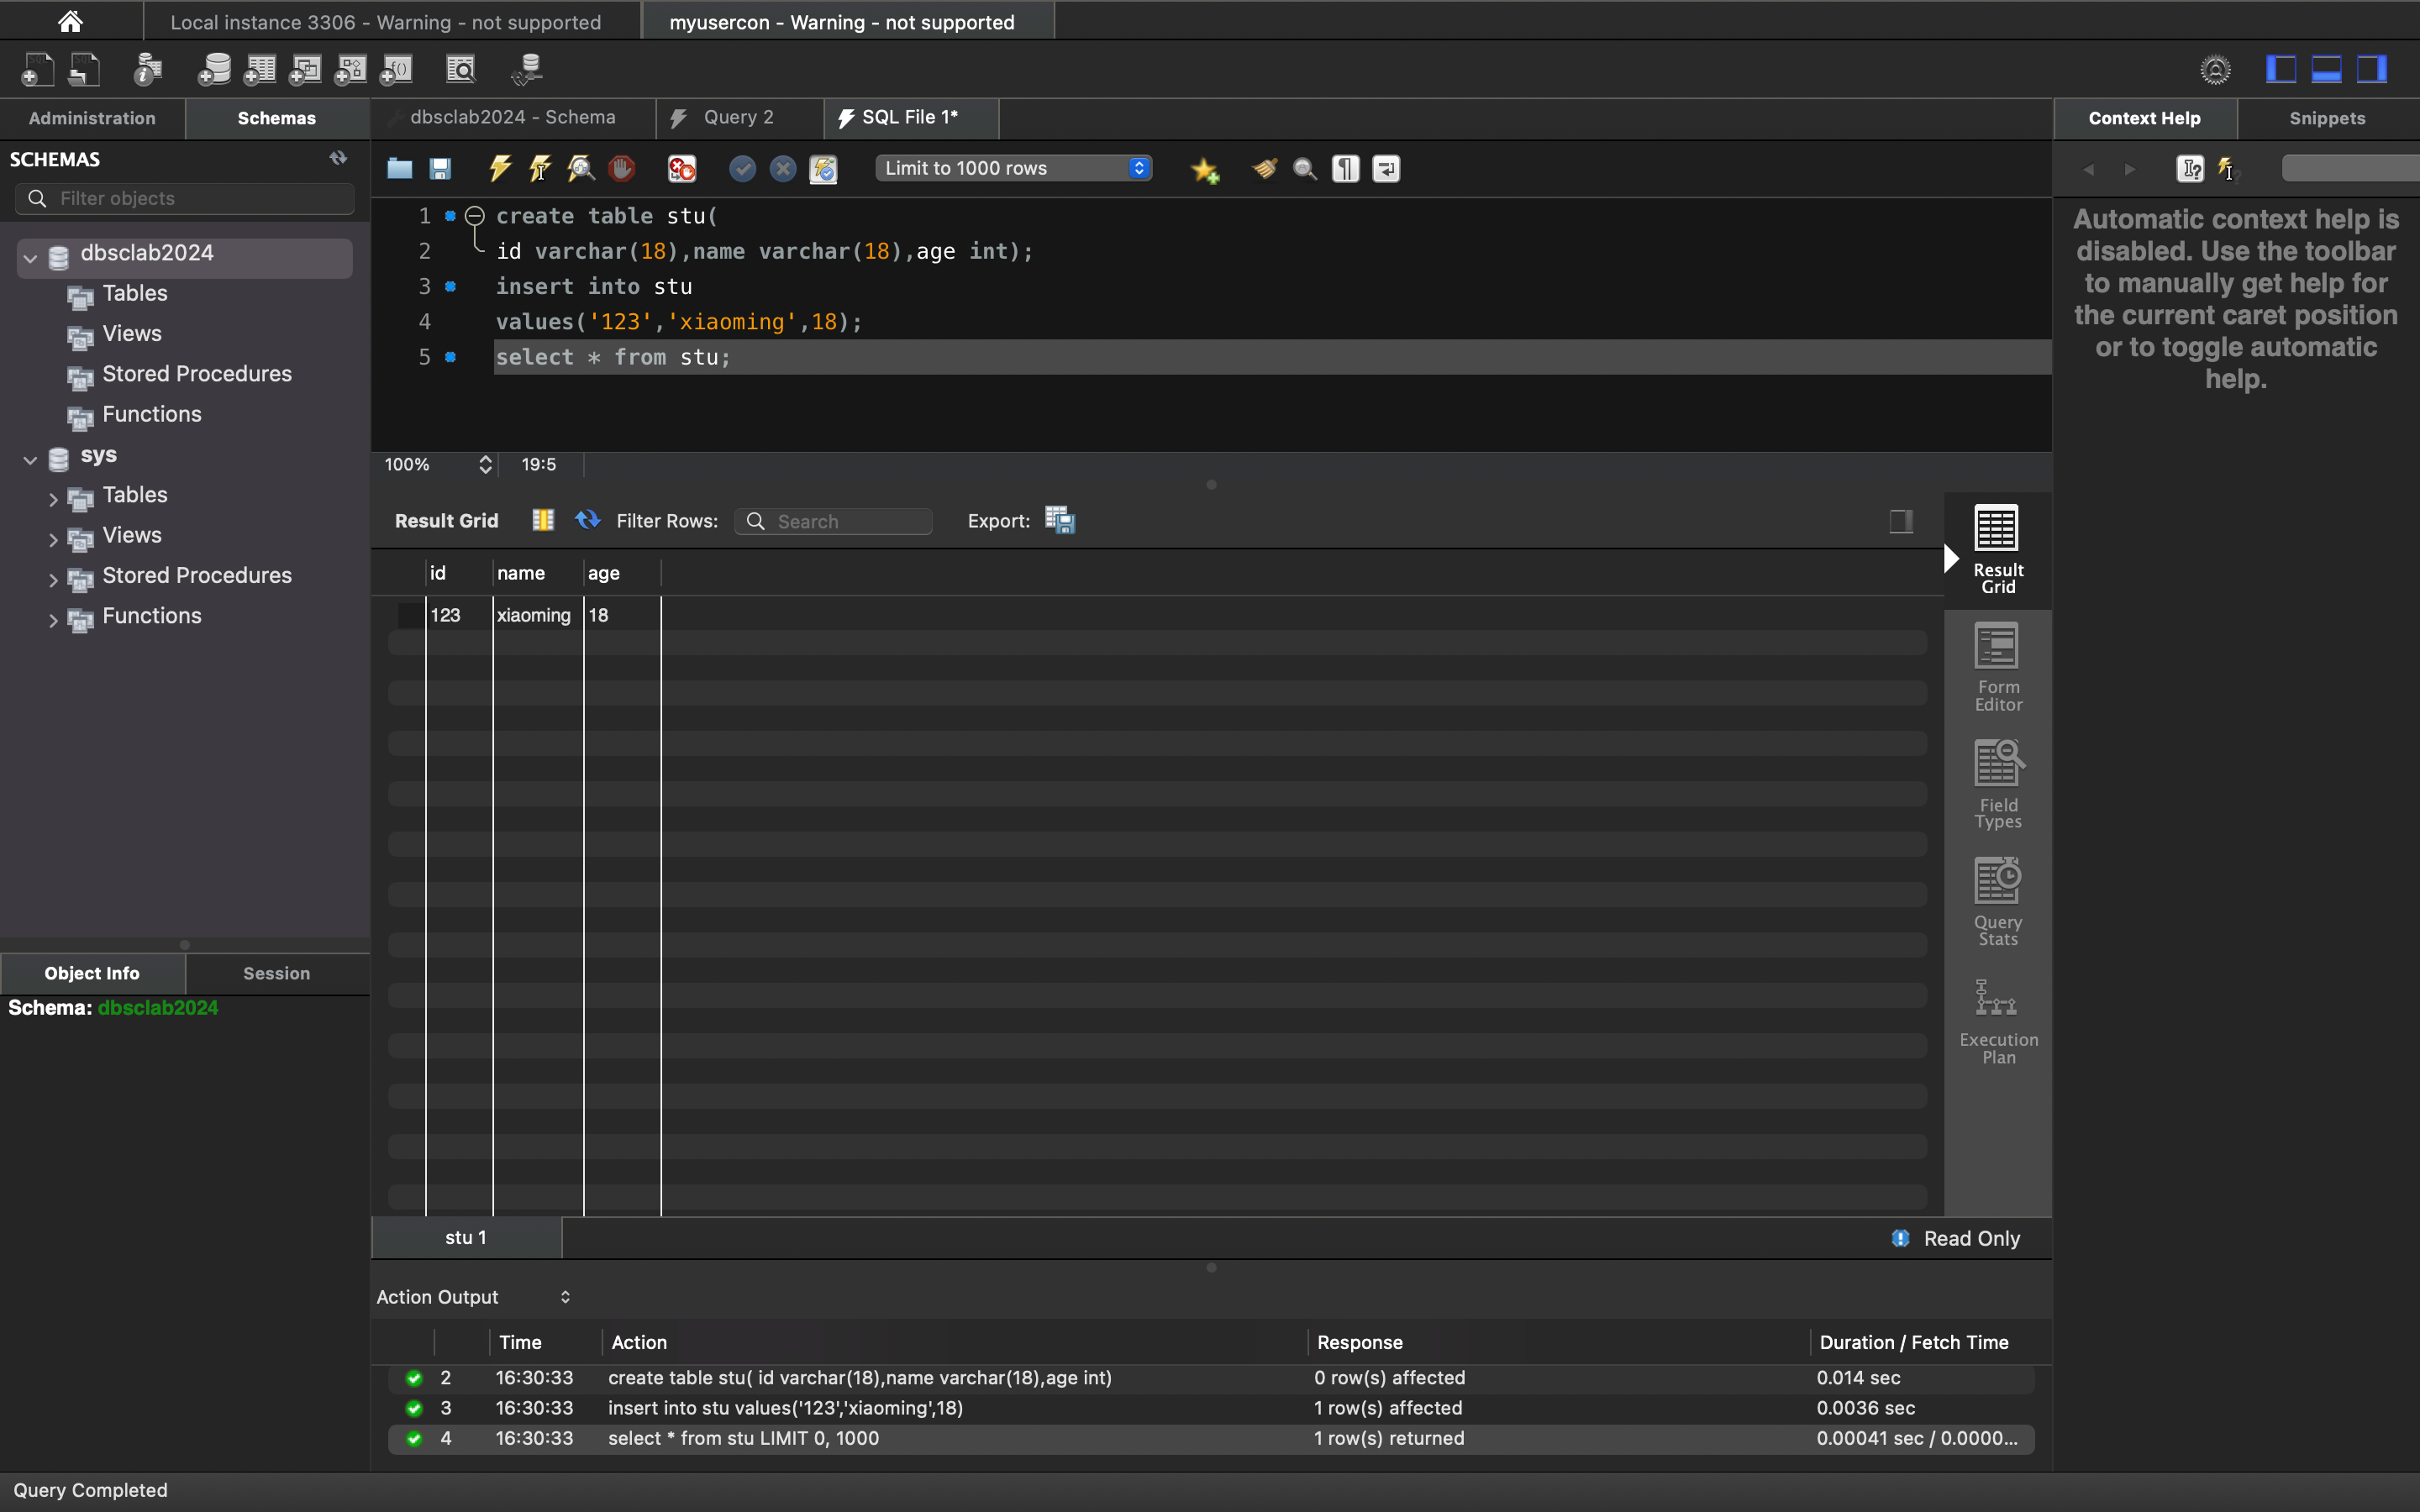 Local instance 3306 - Warning - not supported
myusercon - Warning - not supported
Administration
Schemas
dbsclab2024 - Schema
Query 2
SQL File 1*
Context Help
Snippets
SCHEMAS
Filter objects
Limit to 1000 rows
dbsclab2024
Tables
Views
Stored Procedures
Functions
sys
Tables
Views
Stored Procedures
Functions
1 create table stu(
2 id varchar(18),name varchar(18),age int);
3 insert into stu
4 values('123','xiaoming',18);
5 select * from stu;
Automatic context help is
disabled. Use the toolbar
to manually get help for
the current caret position
or to toggle automatic
help.
100%
19:5
Result Grid
Filter Rows:
Search
Export:
id name age
123 xiaoming 18
Result
Grid
Form
Editor
Field
Types
Query
Stats
Execution
Plan
Object Info
Session
Schema: dbsclab2024
stu 1
Read Only
Action Output
Time Action Response Duration / Fetch Time
2 16:30:33 create table stu( id varchar(18),name varchar(18),age int) 0 row(s) affected 0.014 sec
3 16:30:33 insert into stu values('123','xiaoming',18) 1 row(s) affected 0.0036 sec
4 16:30:33 select * from stu LIMIT 0, 1000 1 row(s) returned 0.00041 sec / 0.0000...
Query Completed